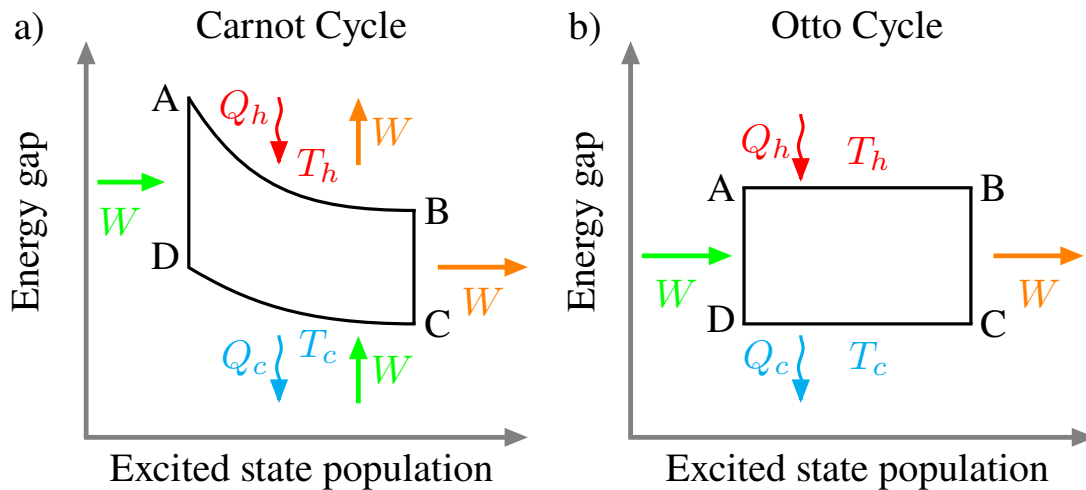 a) Carnot Cycle
Energy gap
A
Q_h
T_h
W
W
B
D
W
C
Q_c
T_c
W
Excited state population
b) Otto Cycle
Energy gap
Q_h
T_h
A
B
W
W
D
C
Q_c
T_c
Excited state population